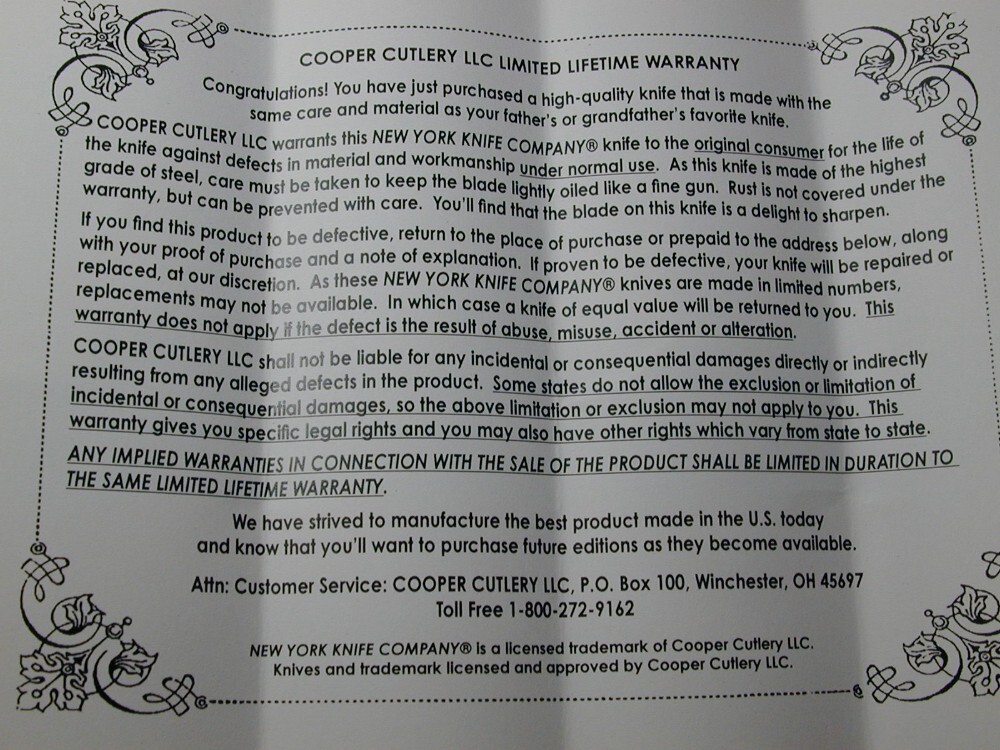 COOPER CUTLERY LLC LIMITED LIFETIME WARRANTY
Congratulations! You have just purchased a high-quality knife that is made with the
same care and material as your father's or grandfather's favorite knife.
COOPER CUTLERY LLC warrants this NEW YORK KNIFE COMPANY® knife to the original consumer for the life of
the knife against defects in material and workmanship under normal use. As this knife is made of the highest
grade of steel, care must be taken to keep the blade lightly oiled like a fine gun. Rust is not covered under the
warranty, but can be prevented with care. You'll find that the blade on this knife is a delight to sharpen.
If you find this product to be defective, return to the place of purchase or prepaid to the address below, along
with your proof of purchase and a note of explanation. If proven to be defective, your knife will be repaired or
replaced, at our discretion. As these NEW YORK KNIFE COMPANY® knives are made in limited numbers,
replacements may not be available. In which case a knife of equal value will be returned to you. This
warranty does not apply if the defect is the result of abuse, misuse, accident or alteration.
COOPER CUTLERY LLC shall not be liable for any incidental or consequential damages directly or indirectly
resulting from any alleged defects in the product. Some states do not allow the exclusion or limitation of
incidental or consequential damages, so the above limitation or exclusion may not apply to you. This
warranty gives you specific legal rights and you may also have other rights which vary from state to state.
ANY IMPLIED WARRANTIES IN CONNECTION WITH THE SALE OF THE PRODUCT SHALL BE LIMITED IN DURATION TO
THE SAME LIMITED LIFETIME WARRANTY.
We have strived to manufacture the best product made in the U.S. today
and know that you'll want to purchase future editions as they become available.
Attn: Customer Service: COOPER CUTLERY LLC, P.O. Box 100, Winchester, OH 45697
Toll Free 1-800-272-9162
NEW YORK KNIFE COMPANY® is a licensed trademark of Cooper Cutlery LLC.
Knives and trademark licensed and approved by Cooper Cutlery LLC.